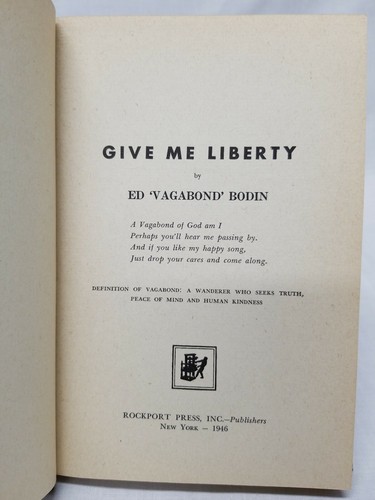 GIVE ME LIBERTY
by
ED 'VAGABOND' BODIN
A Vagabond of God am I
Perhaps you'll hear me passing by.
And if you like my happy song,
Just drop your cares and come along.
DEFINITION OF VAGABOND: A WANDERER WHO SEEKS TRUTH,
PEACE OF MIND AND HUMAN KINDNESS
ROCKPORT PRESS, INC.—Publishers
NEW YORK – 1946